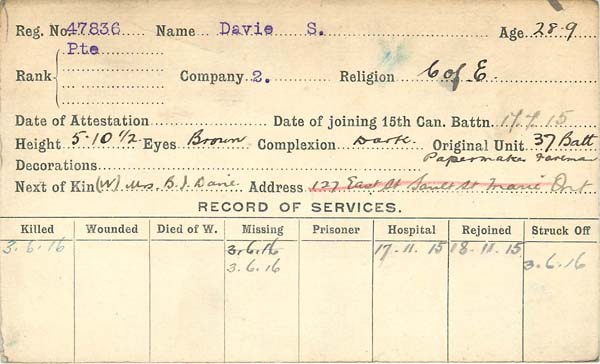 Reg. No. 47836 Name Davie S. Age 28-9
Pte
Rank Company 2. Religion C of E.
Date of Attestation Date of joining 15th Can. Battn. 17.7.15
Height 5-10 1/2 Eyes Brown Complexion Dark Original Unit 37 Batt
Decorations Papermaker Foreman
Next of Kin (W) Mrs. B.J. Davie. Address 127 East St Sault St Marie Ont
RECORD OF SERVICES.
Killed Wounded Died of W. Missing Prisoner Hospital Rejoined Struck Off
3.6.16 3.6.16 17.11.15 18.11.15
3.6.16 3.6.16